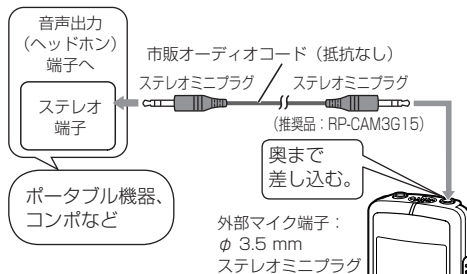 音声出力
(ヘッドホン)
端子へ
市販オーディオコード(抵抗なし)
ステレオミニプラグ
ステレオミニプラグ
ステレオ
端子
(推奨品:RP-CAM3G15)
奥まで
差し込む。
ポータブル機器、
コンポなど
外部マイク端子:
φ 3.5 mm
ステレオミニプラグ